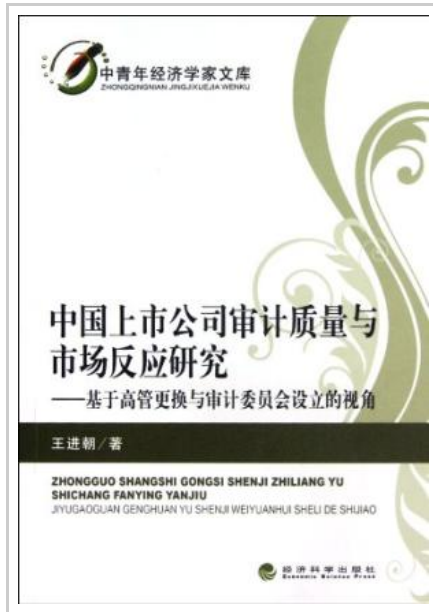 中青年经济学家文库
ZHONGQINGNIAN JINGJIXUEJIA WENKU
中国上市公司审计质量与
市场反应研究
——基于高管更换与审计委员会设立的视角
王进朝/著
ZHONGGUO SHANGSHI GONGSI SHENJI ZHILIANG YU
SHICHANG FANYING YANJIU
JIYUGAOGUAN GENGHUAN YU SHENJI WEIYUANHUI SHELI DE SHIJIAO
经济科学出版社
Economic Science Press